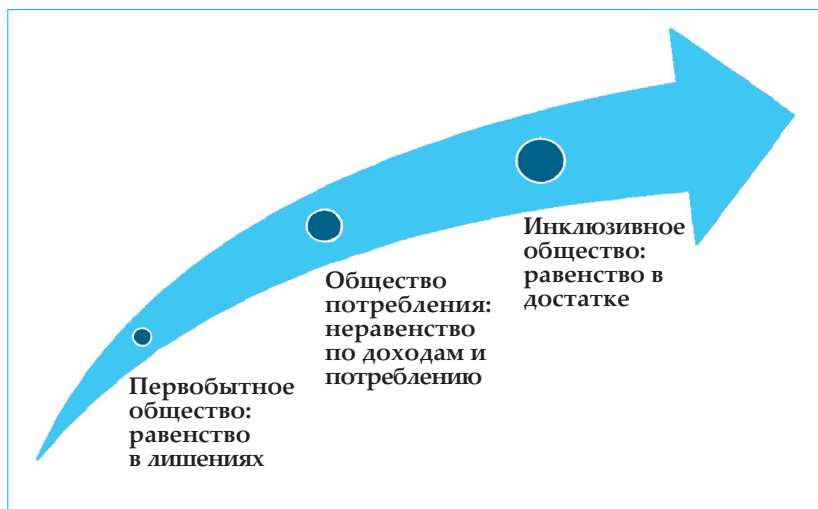 Первобытное
общество:
равенство
в лишениях
Общество
потребления:
неравенство
по доходам и
потреблению
Инклюзивное
общество:
равенство в
достатке